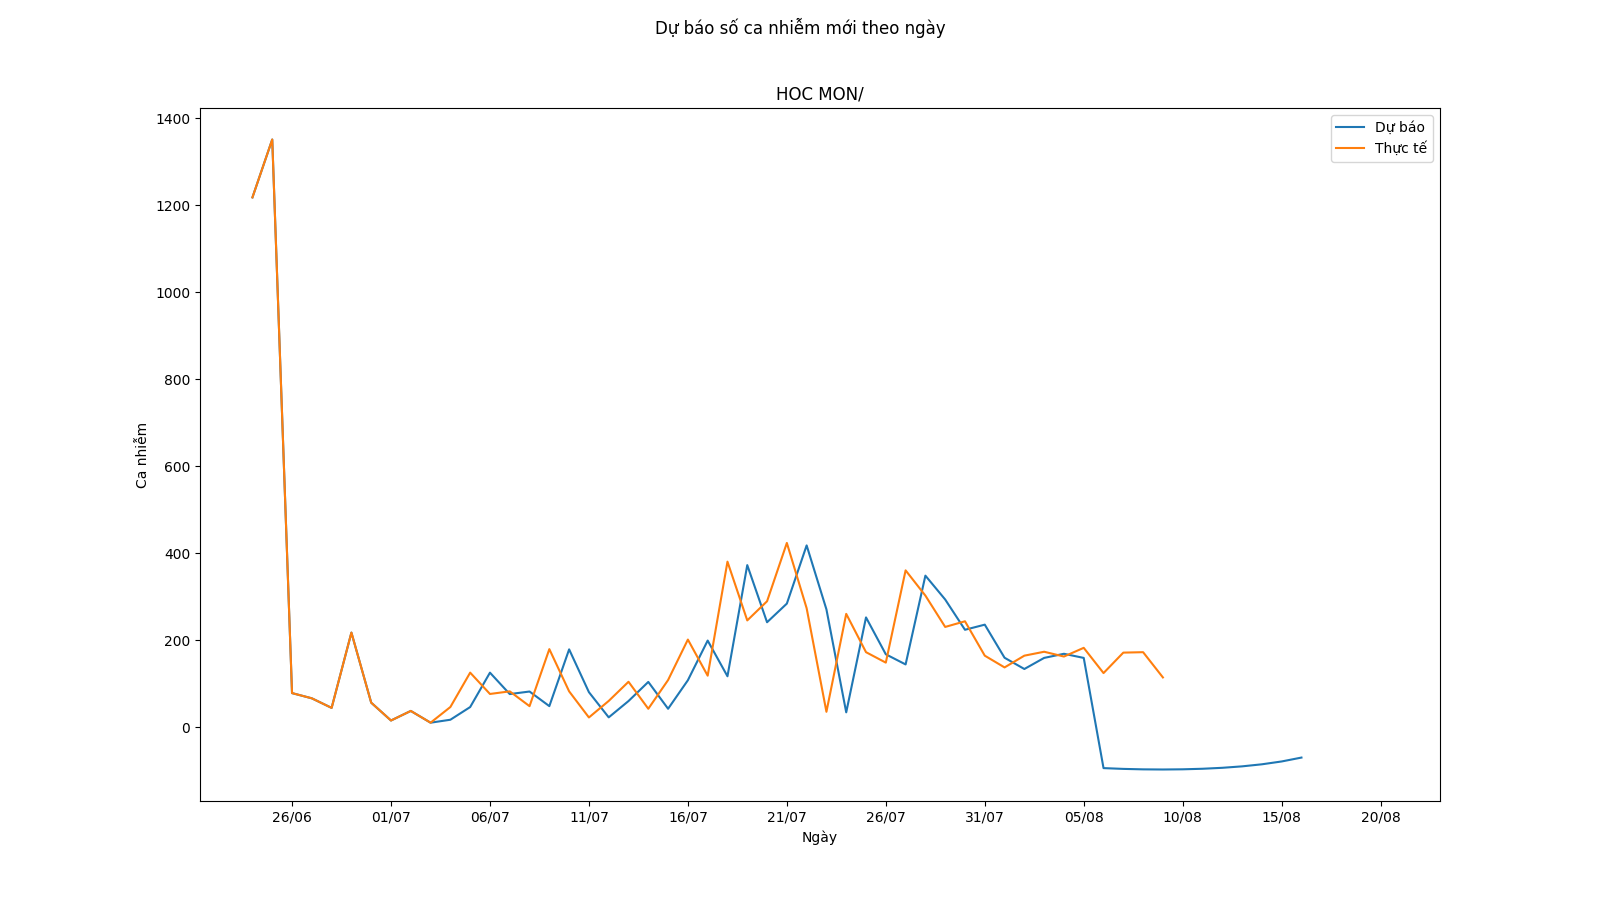 Dự báo số ca nhiễm mới theo ngày
HOC MON/
Dự báo
Thực tế
1400
1200
1000
800
600
400
200
0
Ca nhiễm
26/06 01/07 06/07 11/07 16/07 21/07 26/07 31/07 05/08 10/08 15/08 20/08
Ngày